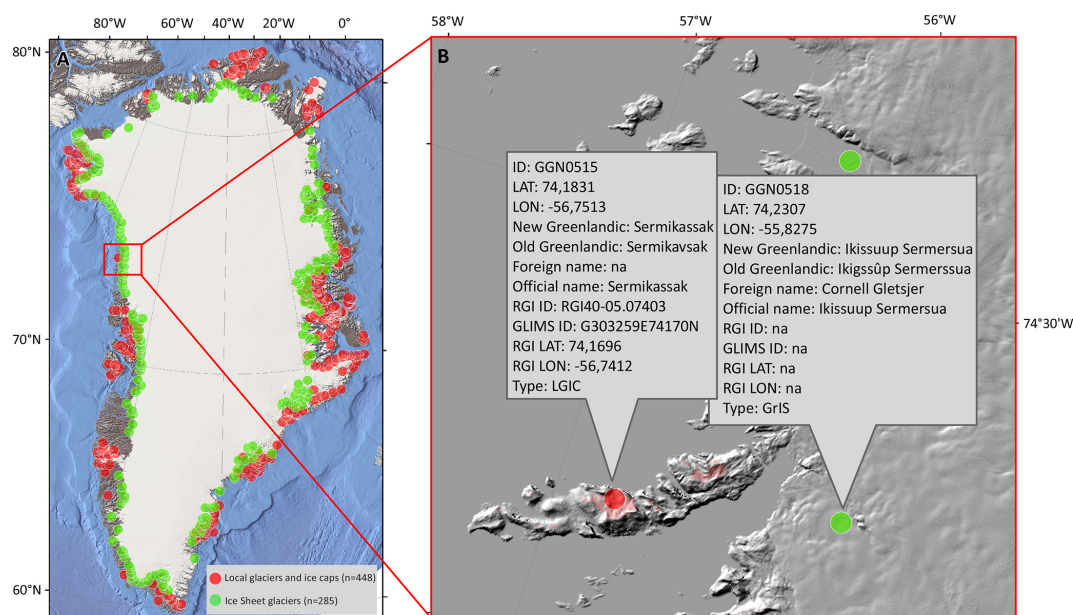 80°W 60°W 40°W 20°W 0°
A
80°N
70°N
60°N
Local glaciers and ice caps (n=448)
Ice Sheet glaciers (n=285)
58°W 57°W 56°W
B
74°30'W
ID: GGN0515
LAT: 74,1831
LON: -56,7513
New Greenlandic: Sermikassak
Old Greenlandic: Sermikavsak
Foreign name: na
Official name: Sermikassak
RGI ID: RGI40-05.07403
GLIMS ID: G303259E74170N
RGI LAT: 74,1696
RGI LON: -56,7412
Type: LGIC
ID: GGN0518
LAT: 74,2307
LON: -55,8275
New Greenlandic: Ikissuup Sermersua
Old Greenlandic: Ikigssûp Sermerssua
Foreign name: Cornell Gletsjer
Official name: Ikissuup Sermersua
RGI ID: na
GLIMS ID: na
RGI LAT: na
RGI LON: na
Type: GrIS